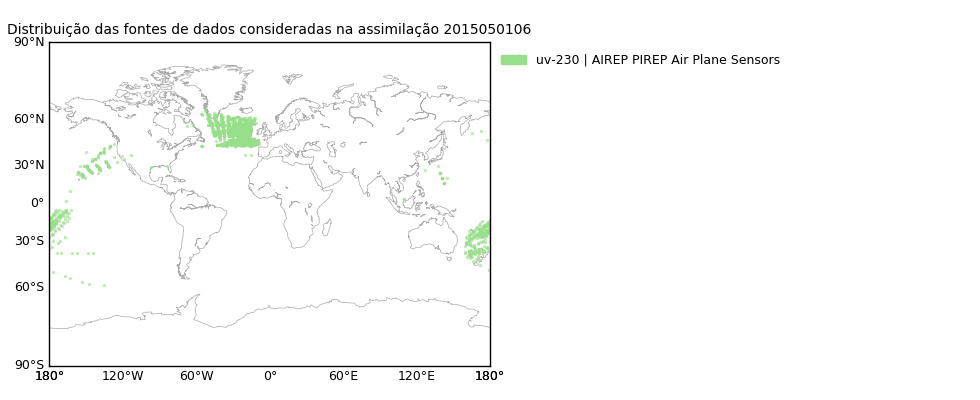 Distribuição das fontes de dados consideradas na assimilação 2015050106
uv-230 | AIREP PIREP Air Plane Sensors
90°N
60°N
30°N
0°
30°S
60°S
90°S
180° 120°W 60°W 0° 60°E 120°E 180°